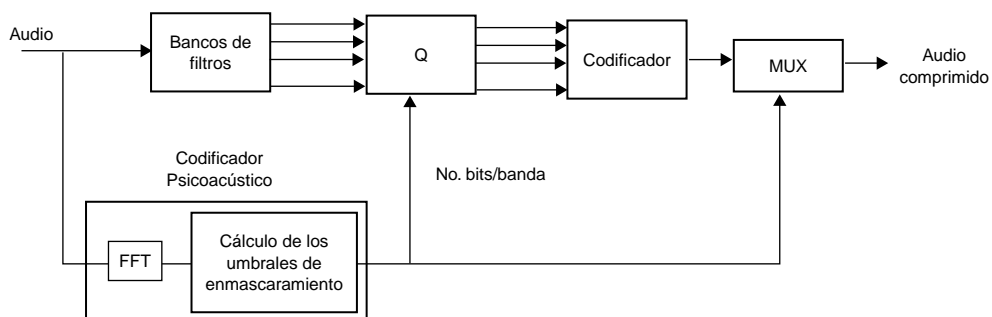 Audio
Bancos de
filtros
Q
Codificador
MUX
Audio
comprimido
Codificador
Psicoacústico
No. bits/banda
FFT
Cálculo de los
umbrales de
enmascaramiento